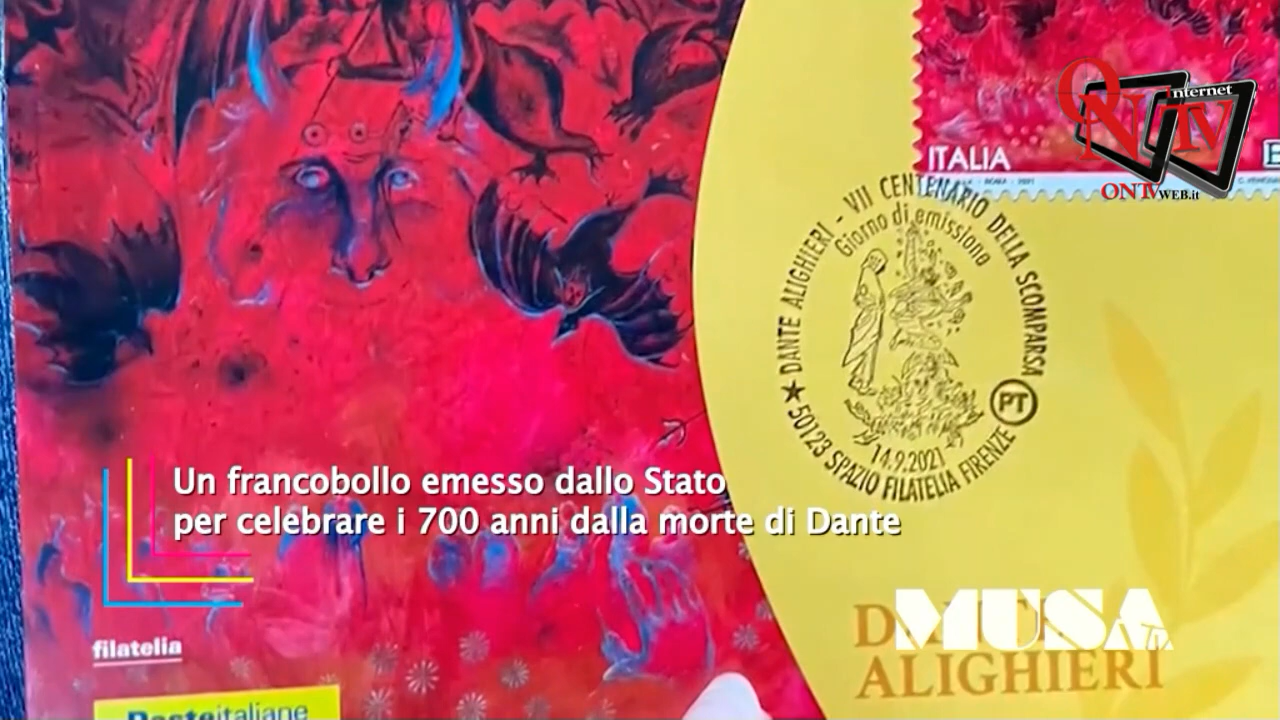 Internet
ONTV
ONTVWEB.it
ITALIA
DANTE ALIGHIERI - VII CENTENARIO DELLA SCOMPARSA
Giorno di emissione
PT
14.9.2021
50123 SPAZIO FILATELIA FIRENZE
Un francobollo emesso dallo Stato
per celebrare i 700 anni dalla morte di Dante
filatelia
Posteitaliane
MUSA TV
ALIGHIERI